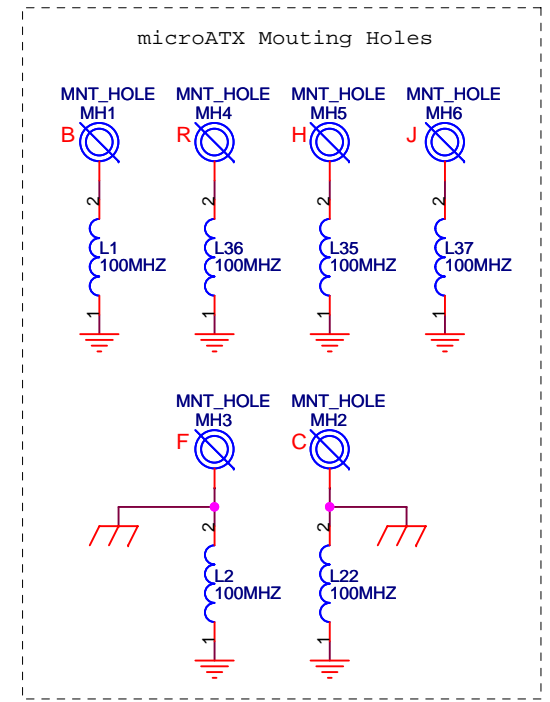 microATX Mouting Holes
MNT_HOLE MNT_HOLE MNT_HOLE MNT_HOLE
MH1 MH4 MH5 MH6
B R H J
2 2 2 2
L1 L36 L35 L37
100MHZ 100MHZ 100MHZ 100MHZ
1 1 1 1
MNT_HOLE MNT_HOLE
MH3 MH2
F C
2 2
L2 L22
100MHZ 100MHZ
1 1